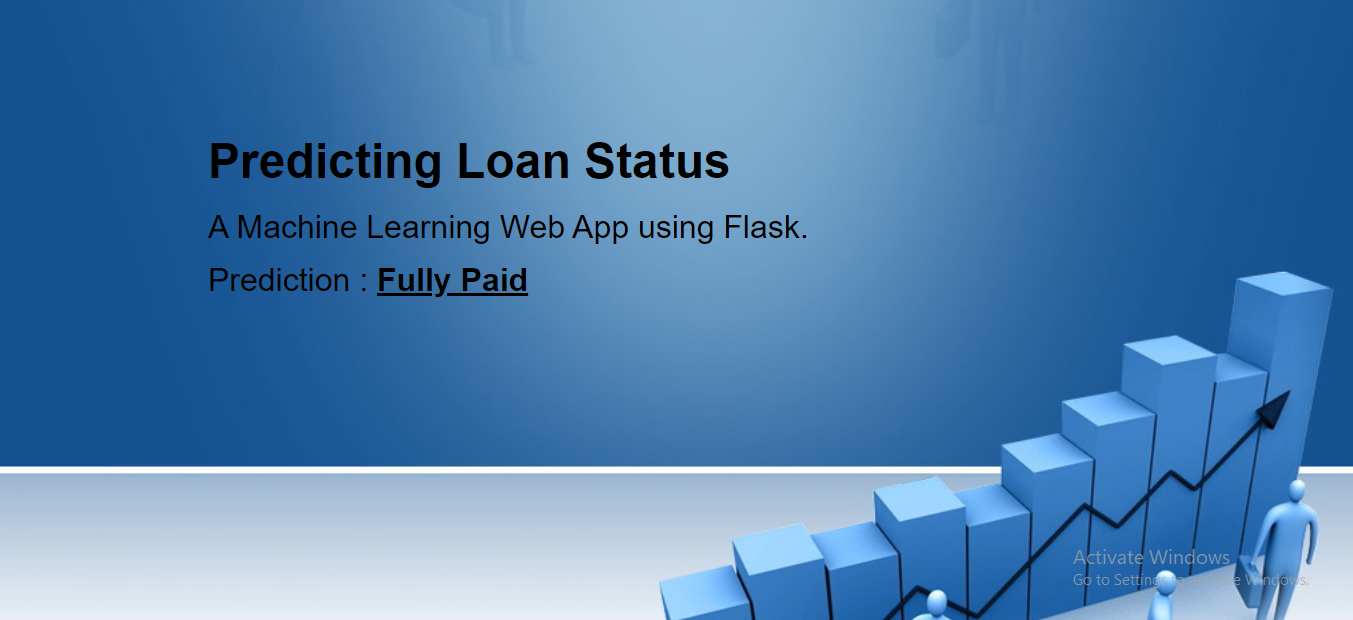 Predicting Loan Status
A Machine Learning Web App using Flask.
Prediction : Fully Paid
Activate Windows
Go to Settings to activate Windows.